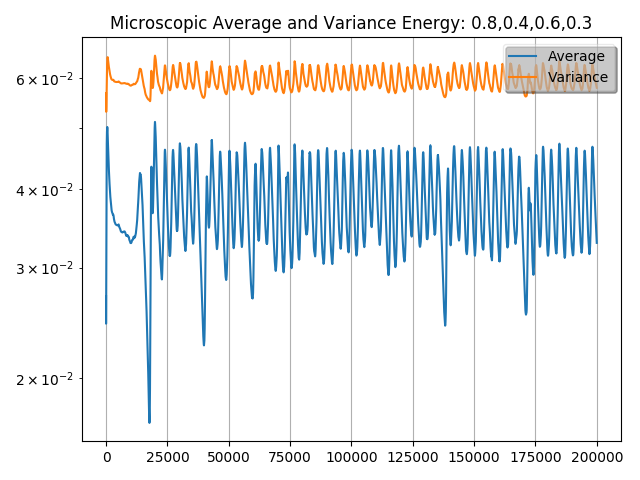 Microscopic Average and Variance Energy: 0.8,0.4,0.6,0.3
Average
Variance
6 × 10⁻²
4 × 10⁻²
3 × 10⁻²
2 × 10⁻²
0 25000 50000 75000 100000 125000 150000 175000 200000